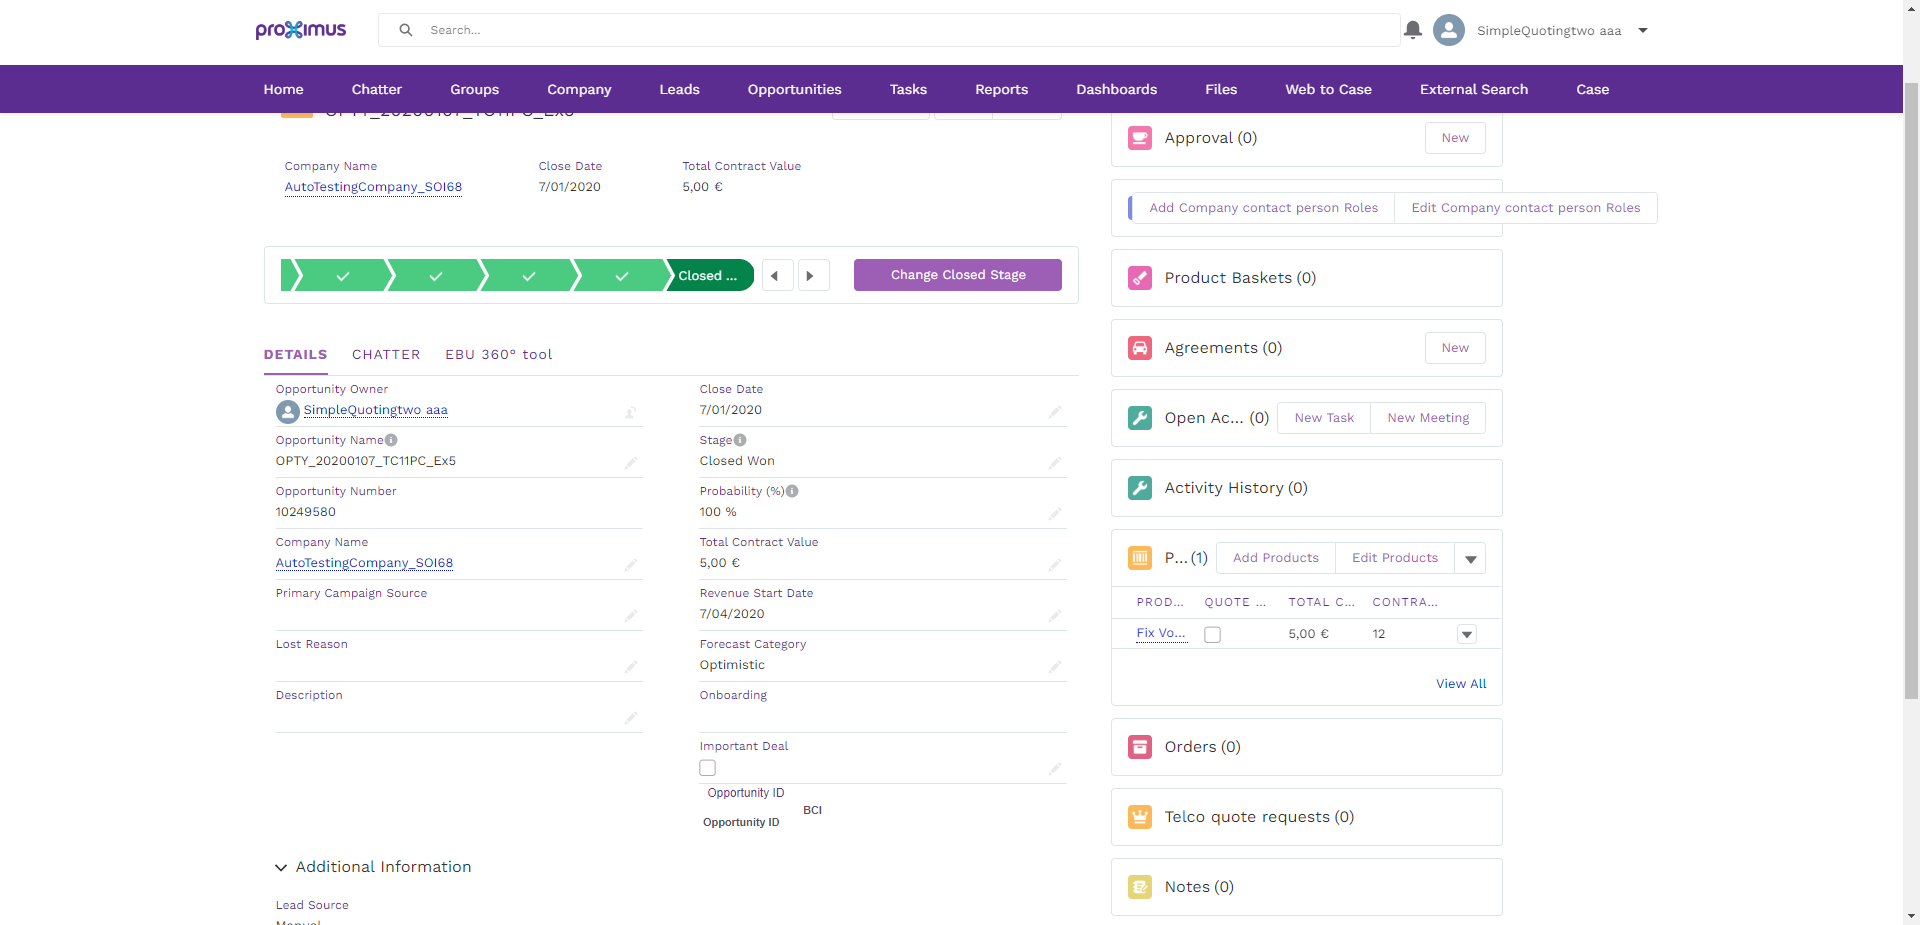 proximus
Search...
SimpleQuotingtwo aaa
Home Chatter Groups Company Leads Opportunities Tasks Reports Dashboards Files Web to Case External Search Case
OPTY_20200107_TC11PC_Ex5
Company Name Close Date Total Contract Value
AutoTestingCompany_SOI68 7/01/2020 5,00 €
Closed ...
Change Closed Stage
DETAILS CHATTER EBU 360° tool
Opportunity Owner
SimpleQuotingtwo aaa
Opportunity Name
OPTY_20200107_TC11PC_Ex5
Opportunity Number
10249580
Company Name
AutoTestingCompany_SOI68
Primary Campaign Source
Lost Reason
Description
Close Date
7/01/2020
Stage
Closed Won
Probability (%)
100 %
Total Contract Value
5,00 €
Revenue Start Date
7/04/2020
Forecast Category
Optimistic
Onboarding
Important Deal
Opportunity ID
BCI
Opportunity ID
Additional Information
Lead Source
Manual
Approval (0) New
Add Company contact person Roles Edit Company contact person Roles
Product Baskets (0)
Agreements (0) New
Open Ac... (0) New Task New Meeting
Activity History (0)
P... (1) Add Products Edit Products
PROD... QUOTE ... TOTAL C... CONTRA...
Fix Vo... 5,00 € 12
View All
Orders (0)
Telco quote requests (0)
Notes (0)